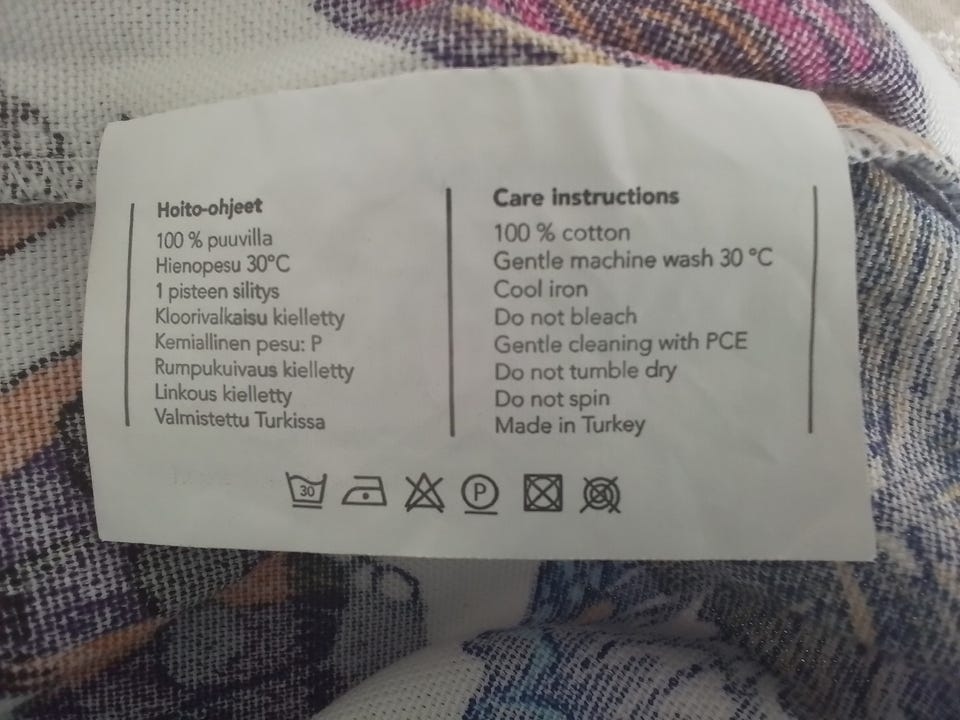 Hoito-ohjeet
100 % puuvilla
Hienopesu 30°C
1 pisteen silitys
Kloorivalkaisu kielletty
Kemiallinen pesu: P
Rumpukuivaus kielletty
Linkous kielletty
Valmistettu Turkissa
Care instructions
100 % cotton
Gentle machine wash 30 °C
Cool iron
Do not bleach
Gentle cleaning with PCE
Do not tumble dry
Do not spin
Made in Turkey
30 P